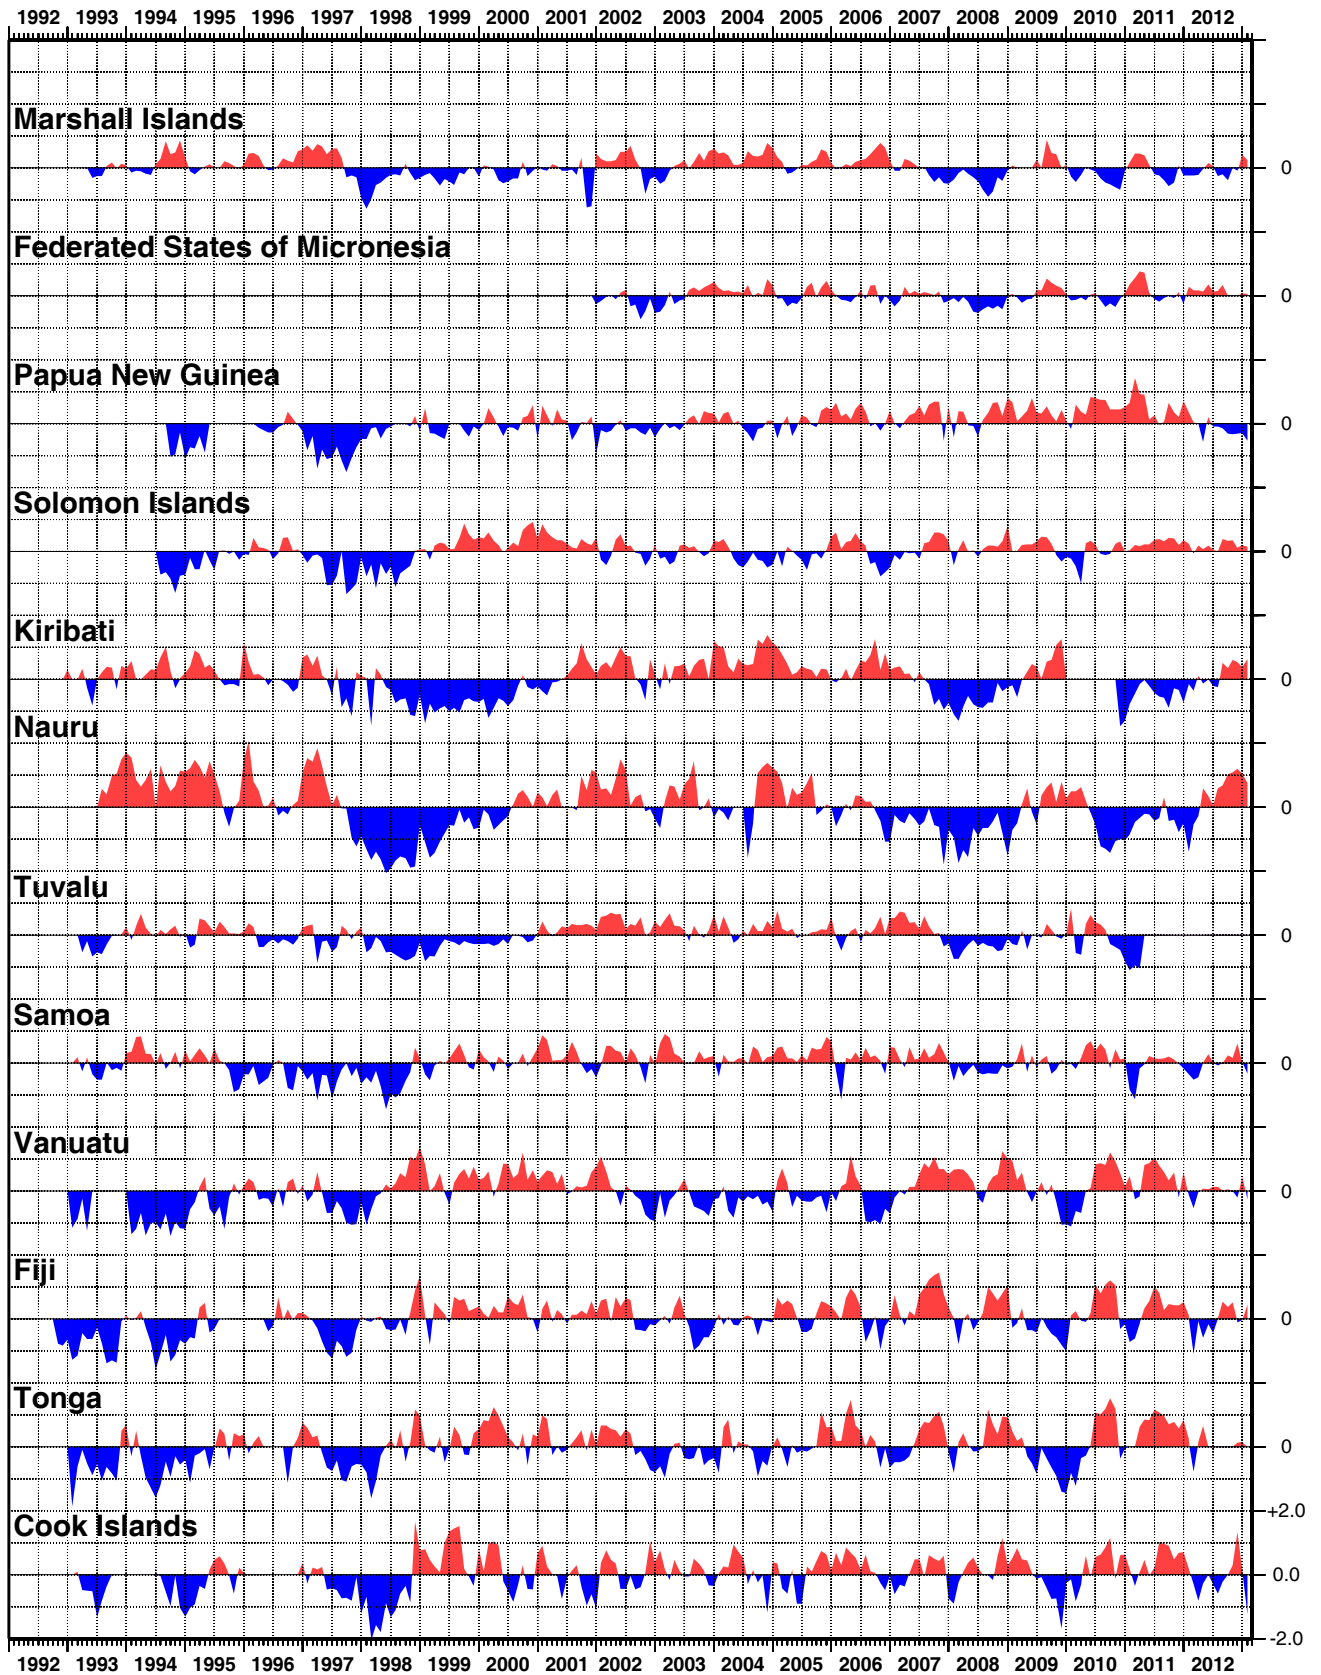 1992 1993 1994 1995 1996 1997 1998 1999 2000 2001 2002 2003 2004 2005 2006 2007 2008 2009 2010 2011 2012
Marshall Islands
0
Federated States of Micronesia
0
Papua New Guinea
0
Solomon Islands
0
Kiribati
0
Nauru
0
Tuvalu
0
Samoa
0
Vanuatu
0
Fiji
0
Tonga
0
+2.0
Cook Islands
0.0
-2.0
1992 1993 1994 1995 1996 1997 1998 1999 2000 2001 2002 2003 2004 2005 2006 2007 2008 2009 2010 2011 2012